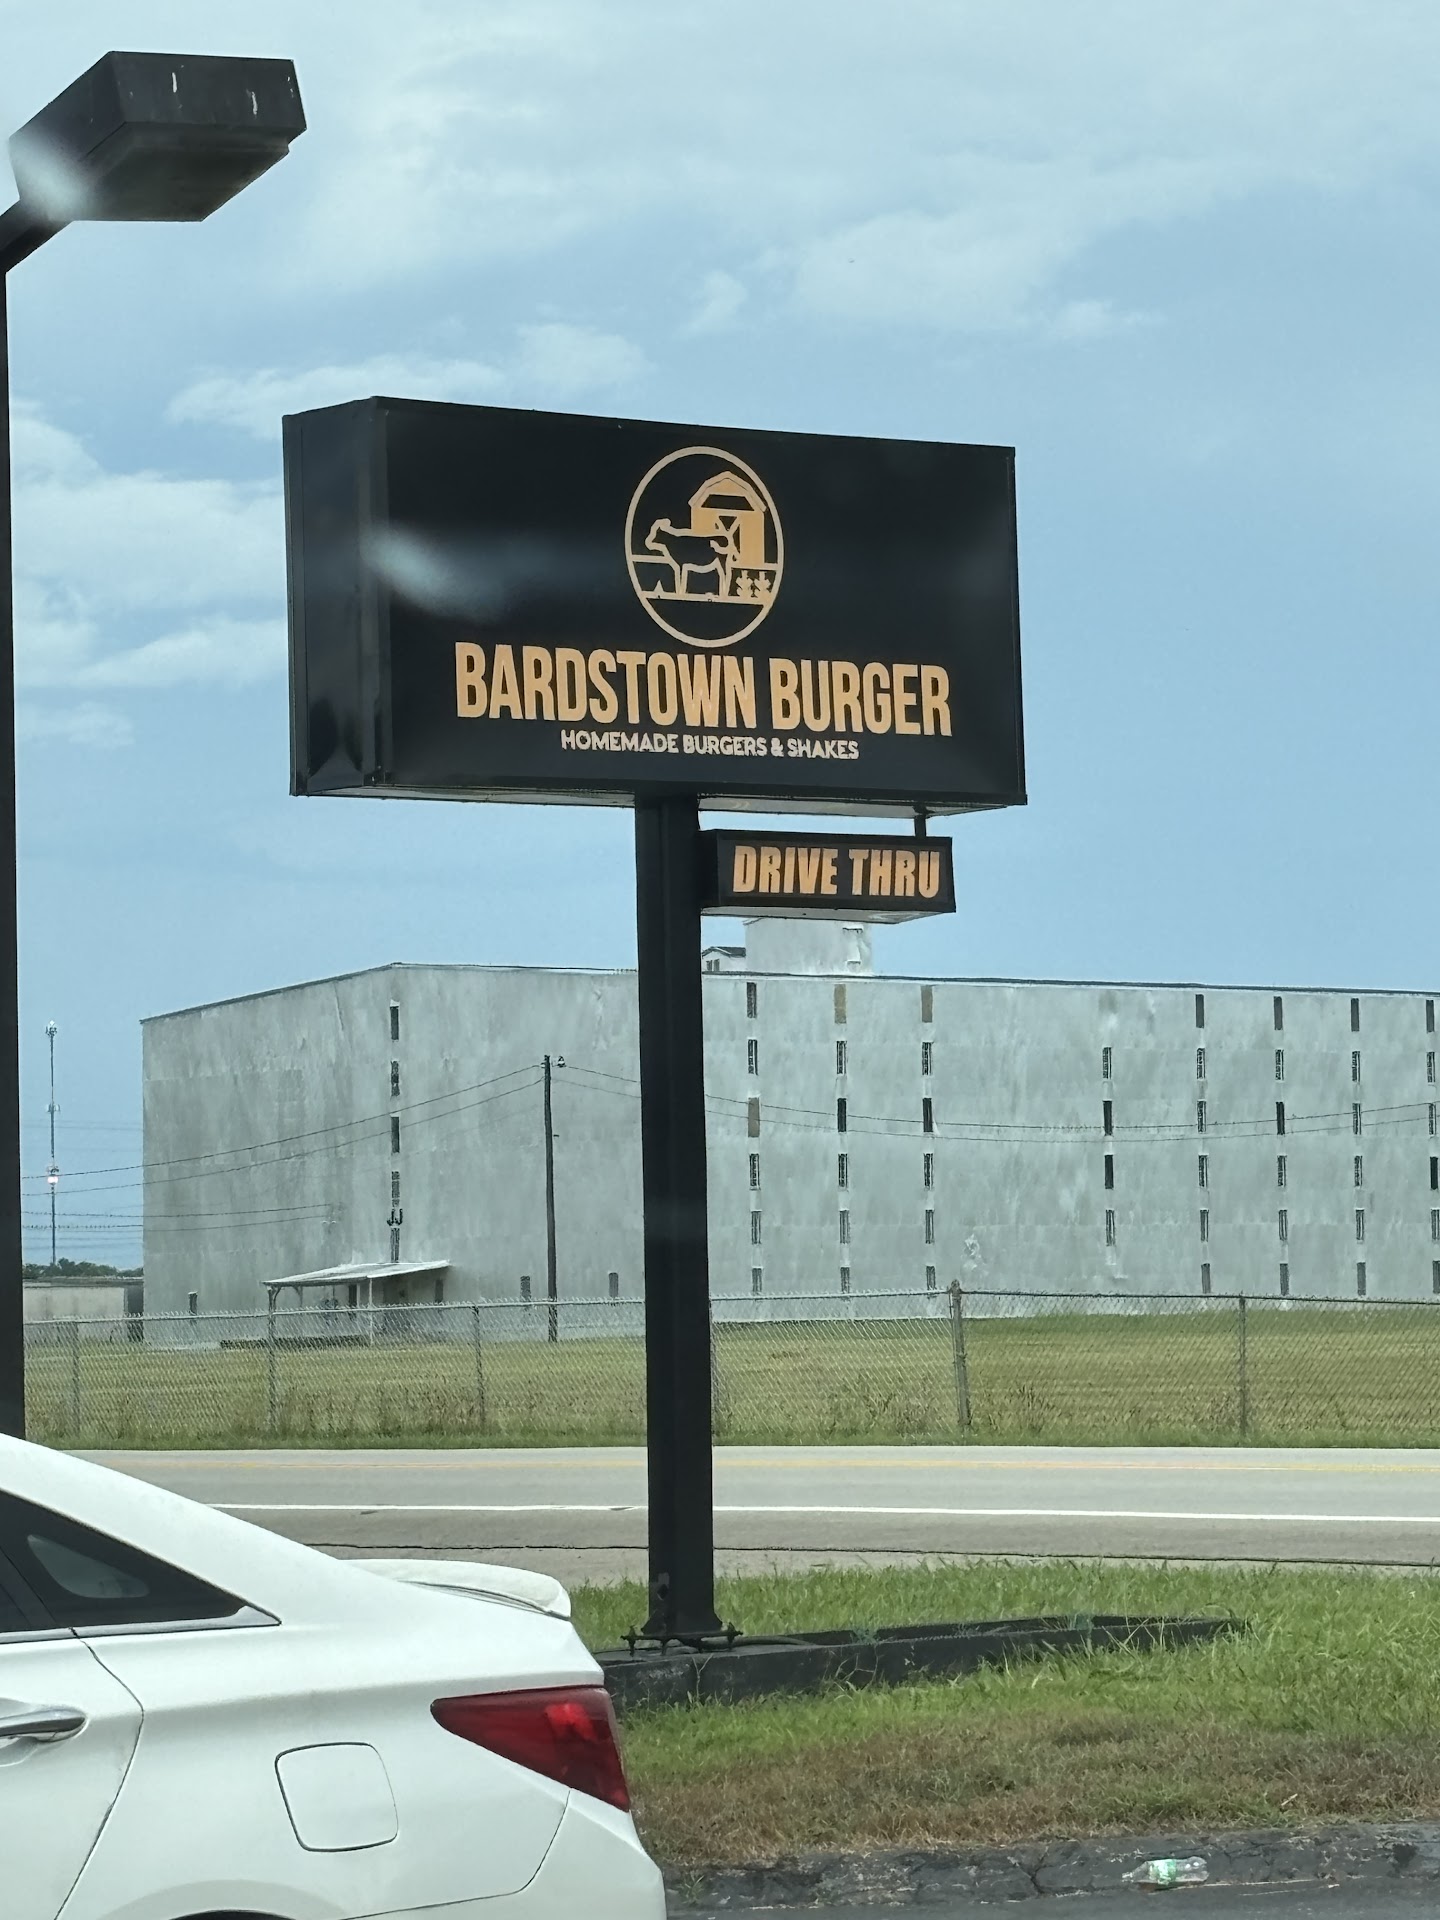 BARDSTOWN BURGER
HOMEMADE BURGERS & SHAKES
DRIVE THRU